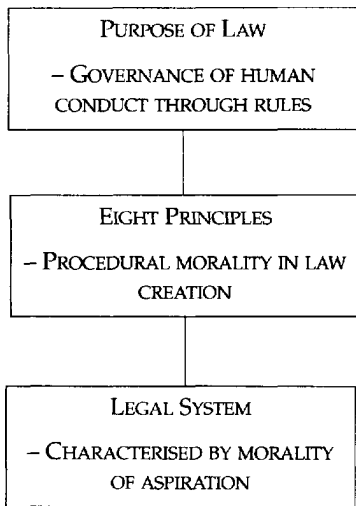 PURPOSE OF LAW
– GOVERNANCE OF HUMAN
CONDUCT THROUGH RULES
EIGHT PRINCIPLES
– PROCEDURAL MORALITY IN LAW
CREATION
LEGAL SYSTEM
– CHARACTERISED BY MORALITY
OF ASPIRATION